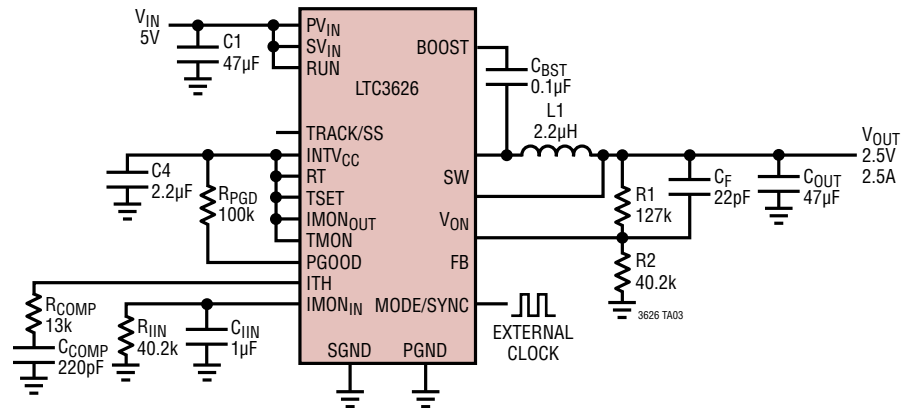 VIN
5V
C1
47µF
PVIN
SVIN
RUN
BOOST
LTC3626
CBST
0.1µF
L1
2.2µH
TRACK/SS
INTVCC
RT
TSET
IMONOUT
TMON
PGOOD
ITH
IMONIN
SW
VON
FB
MODE/SYNC
SGND
PGND
C4
2.2µF
RPGD
100k
RCOMP
13k
CCOMP
220pF
RIIN
40.2k
CIIN
1µF
R1
127k
R2
40.2k
CF
22pF
COUT
47µF
VOUT
2.5V
2.5A
EXTERNAL
CLOCK
3626 TA03